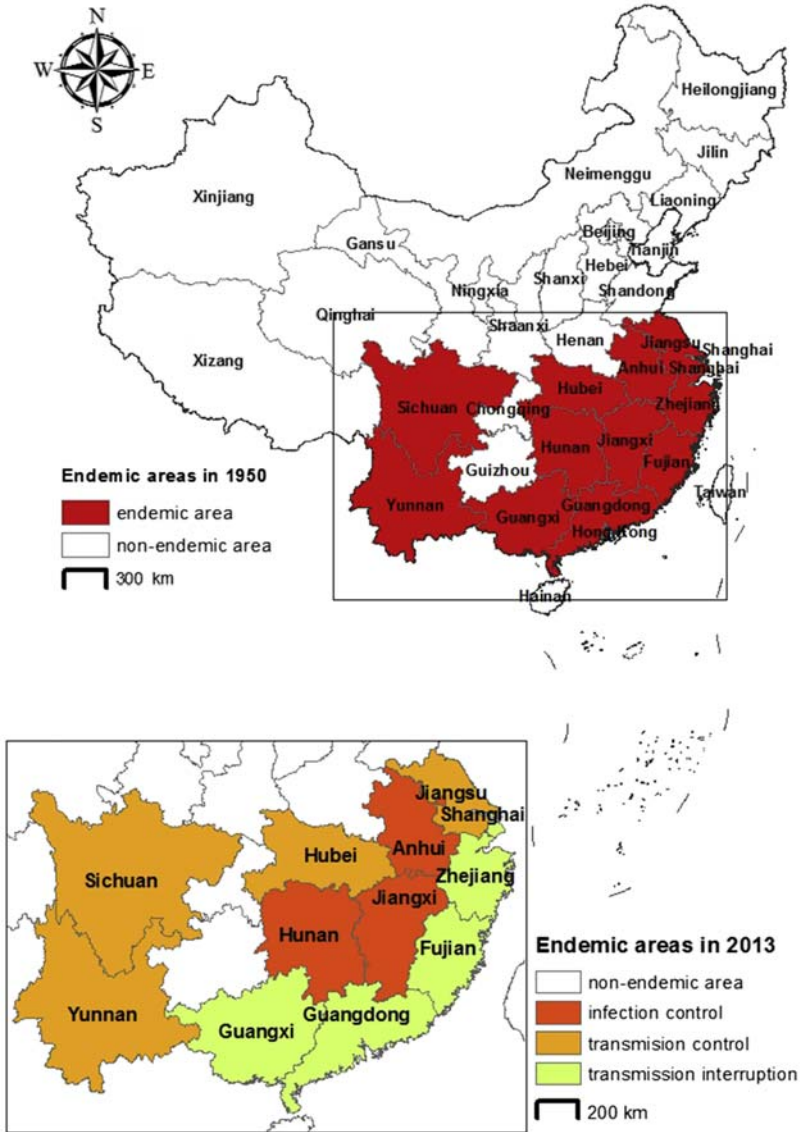 N
W E
S
Heilongjiang
Jilin
Neimenggu
Liaoning
Xinjiang
Beijing
Tianjin
Gansu
Hebei
Shanxi
Ningxia
Shandong
Qinghai
Shaanxi
Henan
Xizang
Jiangsu
Shanghai
Anhui
Shanghai
Hubei
Sichuan
Chongqing
Zhejiang
Hunan
Jiangxi
Guizhou
Fujian
Taiwan
Yunnan
Guangxi
Guangdong
Hong Kong
Hainan
Endemic areas in 1950
endemic area
non-endemic area
300 km
Jiangsu
Shanghai
Anhui
Hubei
Zhejiang
Sichuan
Jiangxi
Hunan
Fujian
Yunnan
Guangxi
Guangdong
Endemic areas in 2013
non-endemic area
infection control
transmision control
transmission interruption
200 km